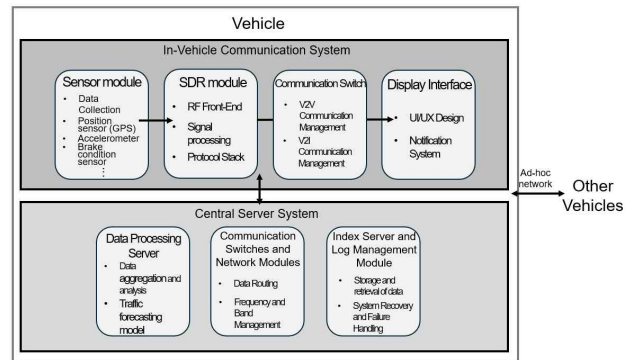 Vehicle
In-Vehicle Communication System
Sensor module
• Data
Collection
• Position
sensor (GPS)
• Accelerometer
• Brake
condition
sensor
⋮
SDR module
• RF Front-End
• Signal
processing
• Protocol Stack
Communication Switch
• V2V
Communication
Management
• V2I
Communication
Management
Display Interface
• UI/UX Design
• Notification
System
Ad-hoc
network
Other
Vehicles
Central Server System
Data Processing
Server
• Data
aggregation and
analysis
• Traffic
forecasting
model
Communication
Switches and
Network Modules
• Data Routing
• Frequency and
Band
Management
Index Server and
Log Management
Module
• Storage and
retrieval of data
• System Recovery
and Failure
Handling